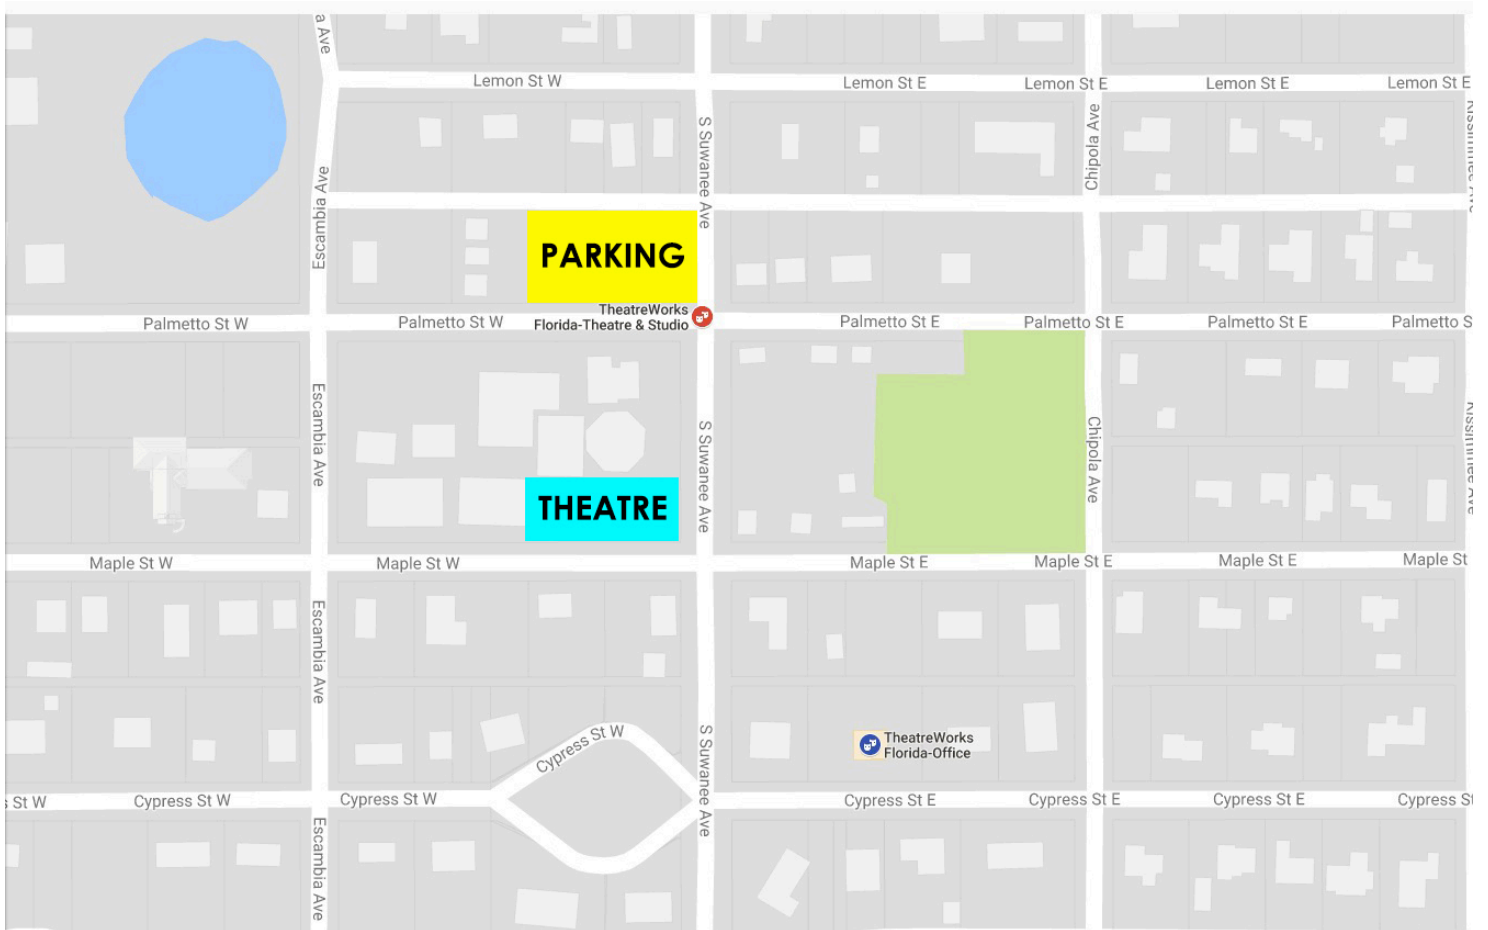 a Ave
Lemon St W
Lemon St E
Lemon St E
Lemon St E
Lemon St E
Chipola Ave
S Suwanee Ave
Escambia Ave
Kissimmee Ave
PARKING
TheatreWorks
Florida-Theatre & Studio
Palmetto St W
Palmetto St W
Palmetto St E
Palmetto St E
Palmetto St E
Palmetto S
Escambia Ave
S Suwanee Ave
Chipola Ave
Kissimmee Ave
THEATRE
Maple St W
Maple St W
Maple St E
Maple St E
Maple St E
Maple St
Escambia Ave
Cypress St W
S Suwanee Ave
TheatreWorks
Florida-Office
s St W
Cypress St W
Cypress St W
Cypress St E
Cypress St E
Cypress St E
Cypress St
Escambia Ave